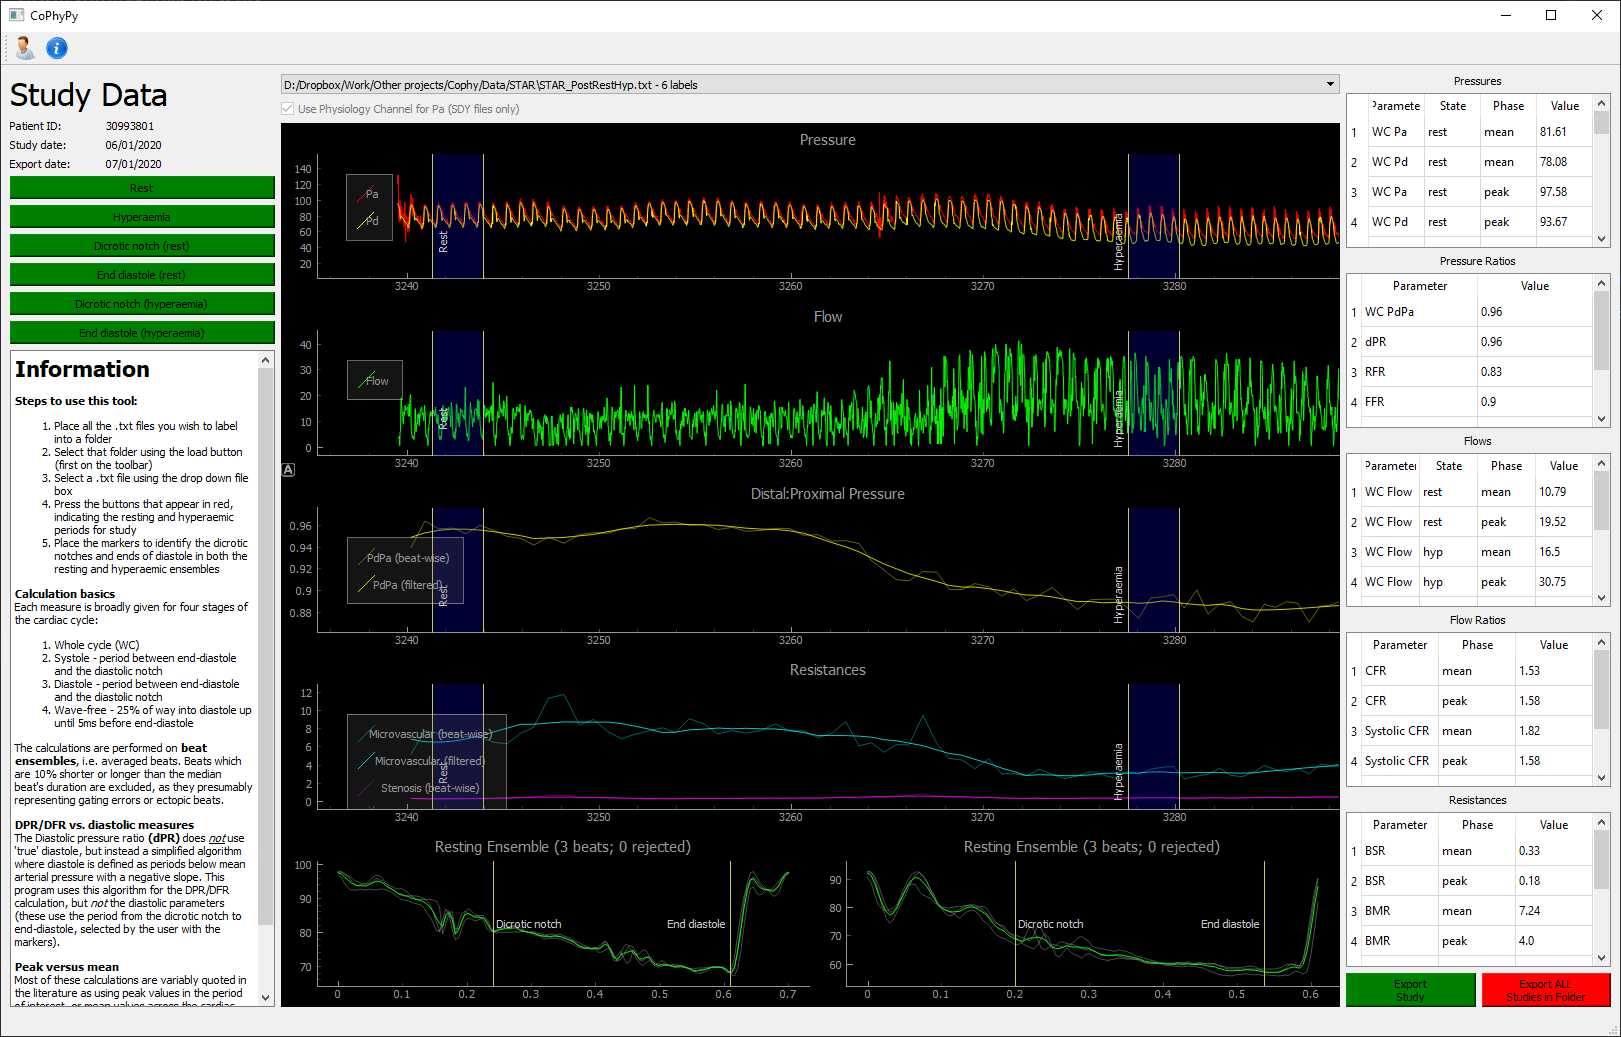 CoPhyPy
Study Data
Patient ID: 30993801
Study date: 06/01/2020
Export date: 07/01/2020
Rest
Hyperaemia
Dicrotic notch (rest)
End diastole (rest)
Dicrotic notch (hyperaemia)
End diastole (hyperaemia)
Information
Steps to use this tool:
1. Place all the .txt files you wish to label
into a folder
2. Select that folder using the load button
(first on the toolbar)
3. Select a .txt file using the drop down file
box
4. Press the buttons that appear in red,
indicating the resting and hyperaemic
periods for study
5. Place the markers to identify the dicrotic
notches and ends of diastole in both the
resting and hyperaemic ensembles
Calculation basics
Each measure is broadly given for four stages of
the cardiac cycle:
1. Whole cycle (WC)
2. Systole - period between end-diastole
and the diastolic notch
3. Diastole - period between end-diastole
and the diastolic notch
4. Wave-free - 25% of way into diastole up
until 5ms before end-diastole
The calculations are performed on beat
ensembles, i.e. averaged beats. Beats which
are 10% shorter or longer than the median
beat's duration are excluded, as they presumably
representing gating errors or ectopic beats.
DPR/DFR vs. diastolic measures
The Diastolic pressure ratio (dPR) does not use
'true' diastole, but instead a simplified algorithm
where diastole is defined as periods below mean
arterial pressure with a negative slope. This
program uses this algorithm for the DPR/DFR
calculation, but not the diastolic parameters
(these use the period from the dicrotic notch to
end-diastole, selected by the user with the
markers).
Peak versus mean
Most of these calculations are variably quoted in
the literature as using peak values in the period
D:/Dropbox/Work/Other projects/Cophy/Data/STAR\STAR_PostRestHyp.txt - 6 labels
Use Physiology Channel for Pa (SDY files only)
Pressure
140
120
100
80
60
40
20
Pa
Pd
Rest
Hyperaemia
3240 3250 3260 3270 3280
Flow
40
30
20
10
0
Flow
Rest
Hyperaemia
3240 3250 3260 3270 3280
A
Distal:Proximal Pressure
0.96
0.94
0.92
0.9
0.88
PdPa (beat-wise)
PdPa (filtered)
Rest
Hyperaemia
3240 3250 3260 3270 3280
Resistances
12
10
8
6
4
2
0
Microvascular (beat-wise)
Microvascular (filtered)
Stenosis (beat-wise)
Rest
Hyperaemia
3240 3250 3260 3270 3280
Resting Ensemble (3 beats; 0 rejected)
100
90
80
70
Dicrotic notch
End diastole
0 0.1 0.2 0.3 0.4 0.5 0.6 0.7
Resting Ensemble (3 beats; 0 rejected)
90
80
70
60
Dicrotic notch
End diastole
0 0.1 0.2 0.3 0.4 0.5 0.6
Pressures
Paramete State Phase Value
1 WC Pa rest mean 81.61
2 WC Pd rest mean 78.08
3 WC Pa rest peak 97.58
4 WC Pd rest peak 93.67
Pressure Ratios
Parameter Value
1 WC PdPa 0.96
2 dPR 0.96
3 RFR 0.83
4 FFR 0.9
Flows
Parameter State Phase Value
1 WC Flow rest mean 10.79
2 WC Flow rest peak 19.52
3 WC Flow hyp mean 16.5
4 WC Flow hyp peak 30.75
Flow Ratios
Parameter Phase Value
1 CFR mean 1.53
2 CFR peak 1.58
3 Systolic CFR mean 1.82
4 Systolic CFR peak 1.58
Resistances
Parameter Phase Value
1 BSR mean 0.33
2 BSR peak 0.18
3 BMR mean 7.24
4 BMR peak 4.0
Export
Study
Export ALL
Studies in Folder